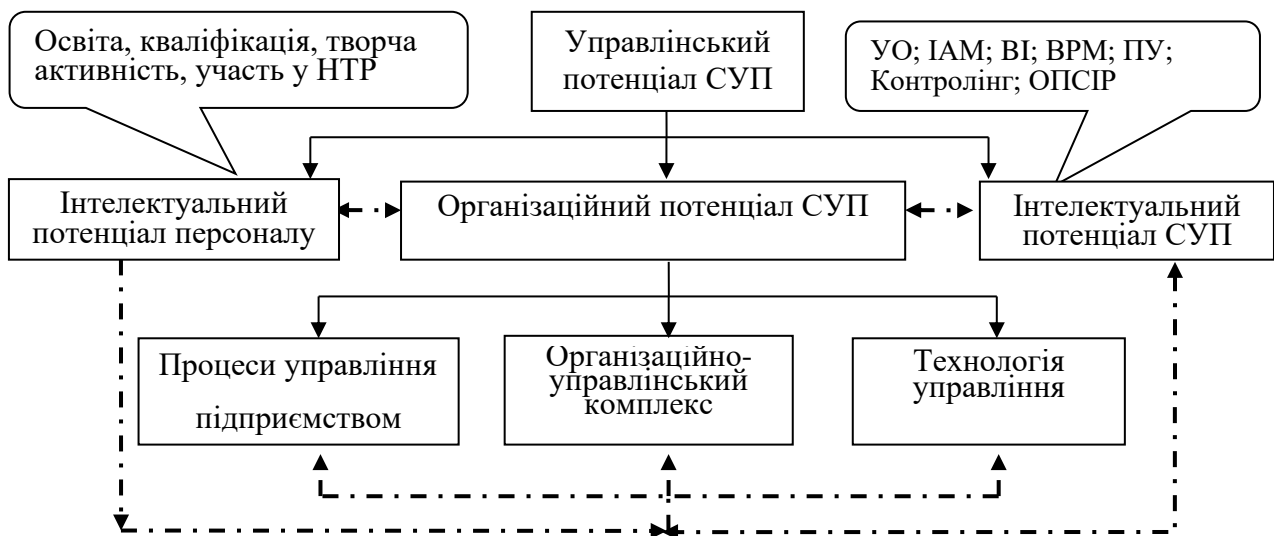 Освіта, кваліфікація, творча
активність, участь у НТР
Управлінський
потенціал СУП
УО; ІАМ; ВІ; ВРМ; ПУ;
Контролінг; ОПСІР
Інтелектуальний
потенціал персоналу
Організаційний потенціал СУП
Інтелектуальний
потенціал СУП
Процеси управління
підприємством
Організаційно-
управлінський
комплекс
Технологія
управління